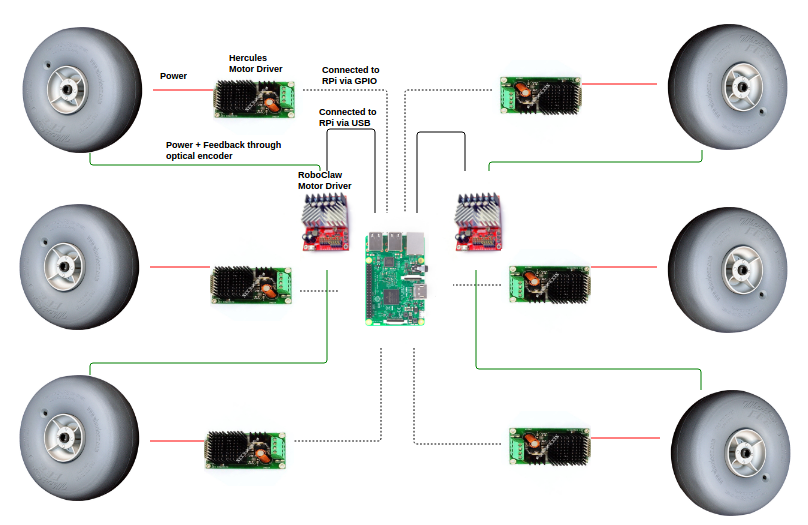 Hercules
Motor Driver
Power
Connected to
RPi via GPIO
Connected to
RPi via USB
Power + Feedback through
optical encoder
RoboClaw
Motor Driver